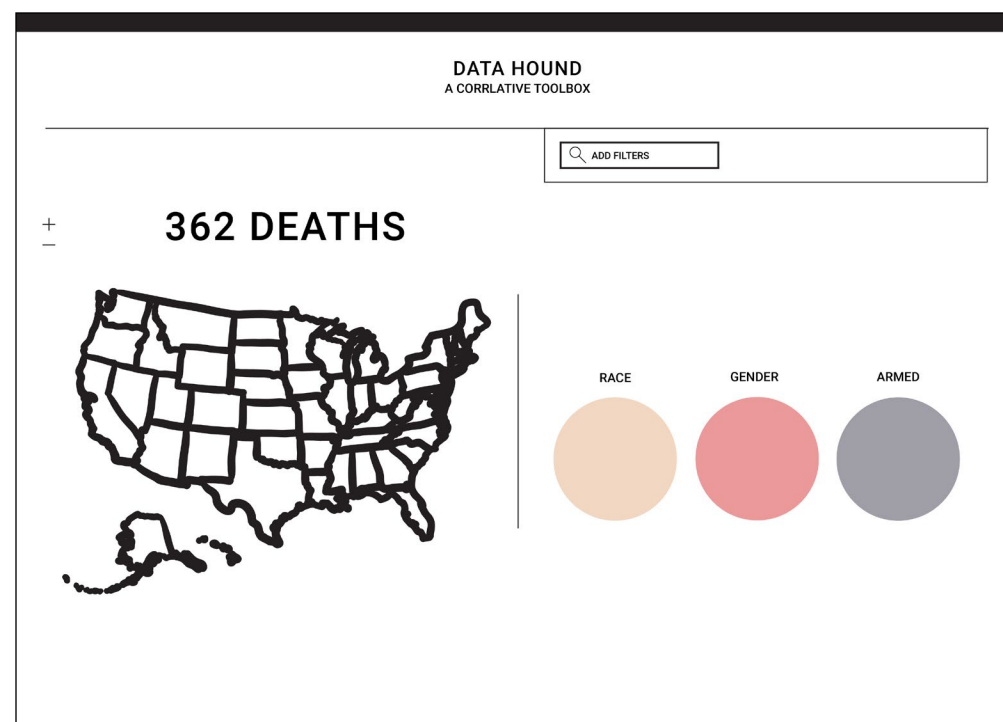 DATA HOUND
A CORRLATIVE TOOLBOX
ADD FILTERS
362 DEATHS
RACE
GENDER
ARMED